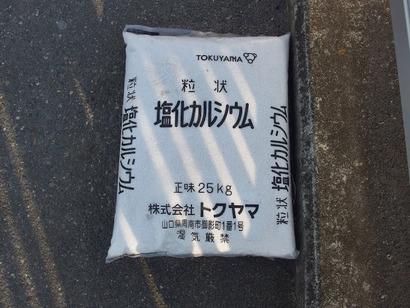 TOKUYAMA
粒状
塩化カルシウム
正味25kg
株式会社トクヤマ
山口県周南市御影町1番1号
湿気厳禁
粒状 塩化カルシウム
粒状 塩化カルシウム